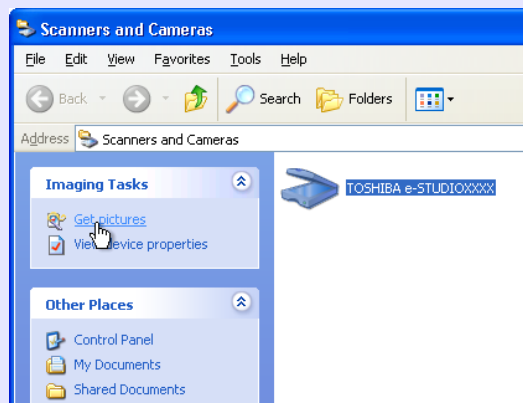 Scanners and Cameras
File Edit View Favorites Tools Help
Back Search Folders
Address Scanners and Cameras
Imaging Tasks
Get pictures
View device properties
TOSHIBA e-STUDIOXXXX
Other Places
Control Panel
My Documents
Shared Documents